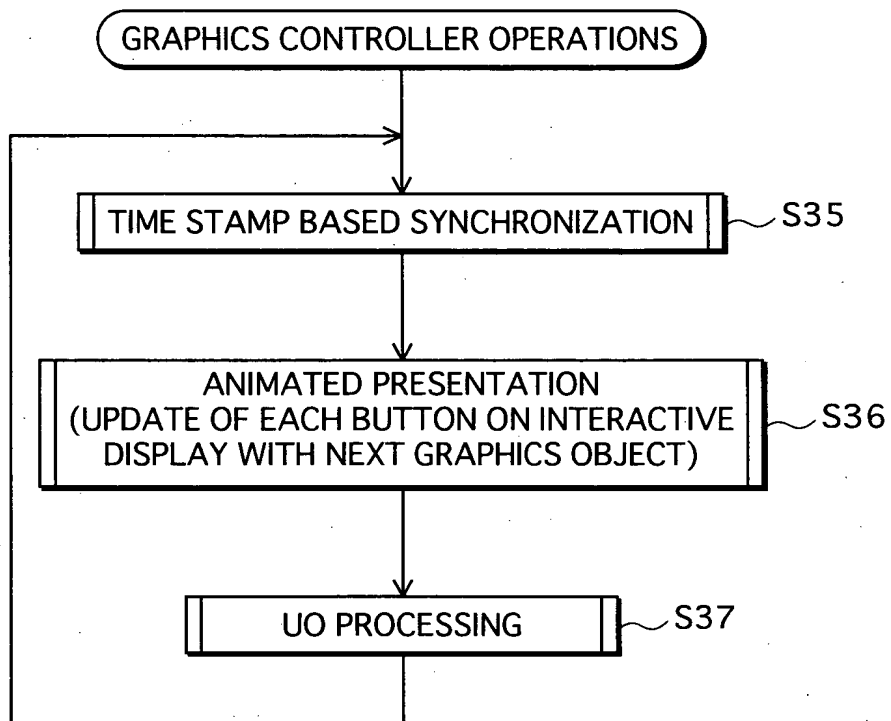 GRAPHICS CONTROLLER OPERATIONS
TIME STAMP BASED SYNCHRONIZATION
S35
ANIMATED PRESENTATION
(UPDATE OF EACH BUTTON ON INTERACTIVE
DISPLAY WITH NEXT GRAPHICS OBJECT)
S36
UO PROCESSING
S37